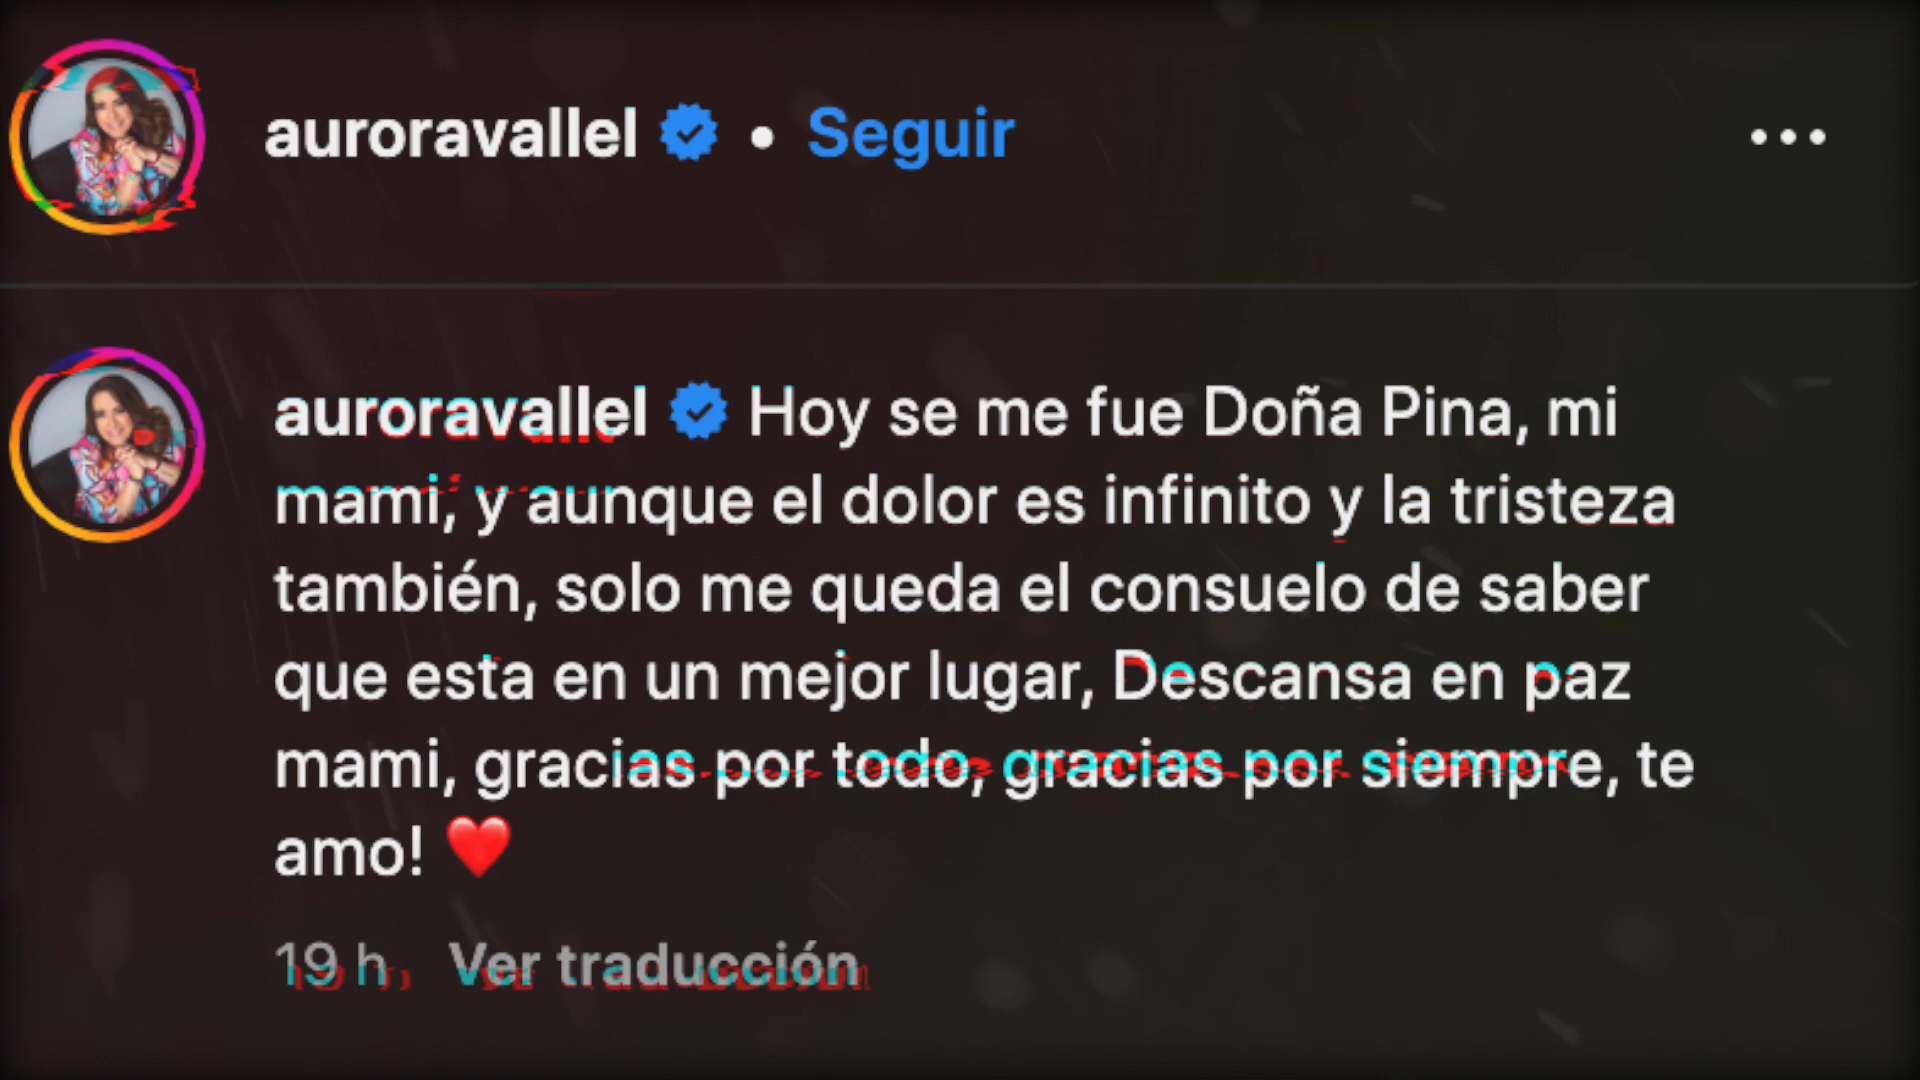 auroravallel • Seguir
auroravallel Hoy se me fue Doña Pina, mi
mami, y aunque el dolor es infinito y la tristeza
también, solo me queda el consuelo de saber
que esta en un mejor lugar, Descansa en paz
mami, gracias por todo, gracias por siempre, te
amo! ❤️
19 h Ver traducción